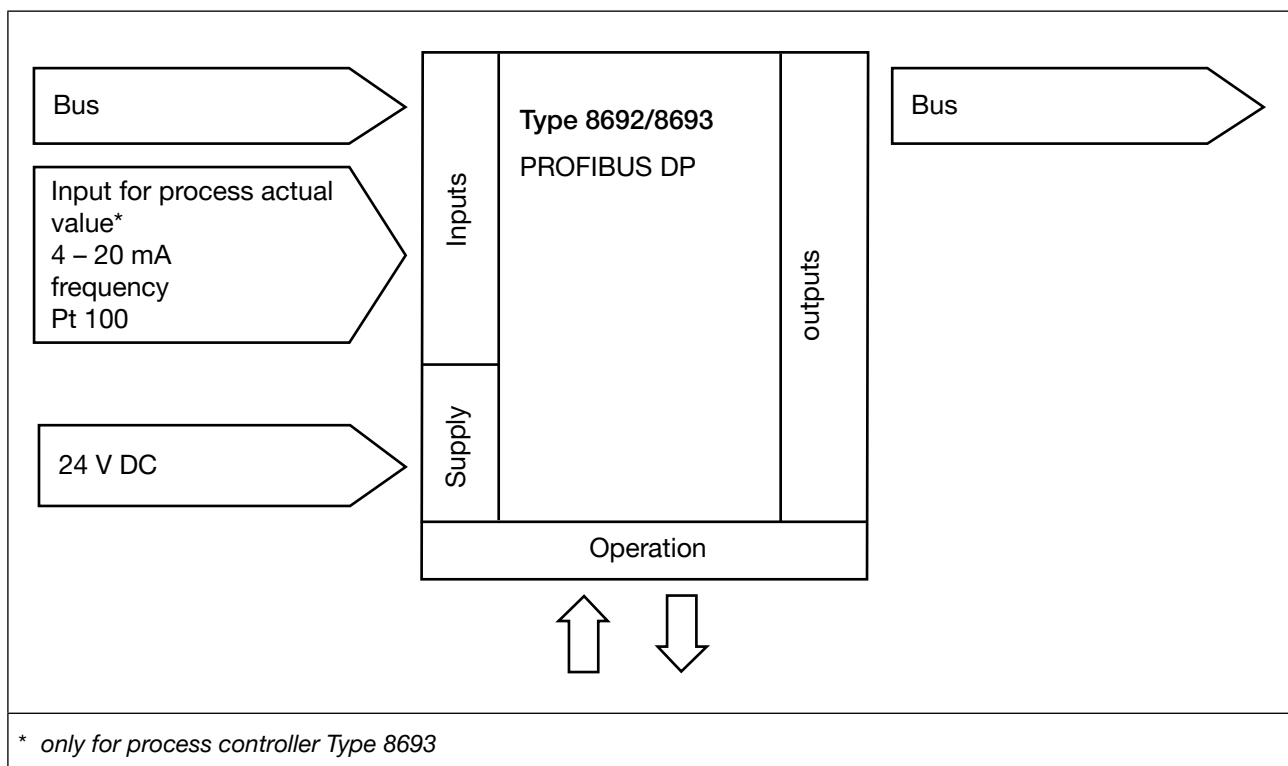 Bus
Input for process actual
value*
4 – 20 mA
frequency
Pt 100
24 V DC
Inputs
Supply
Type 8692/8693
PROFIBUS DP
outputs
Operation
Bus
* only for process controller Type 8693